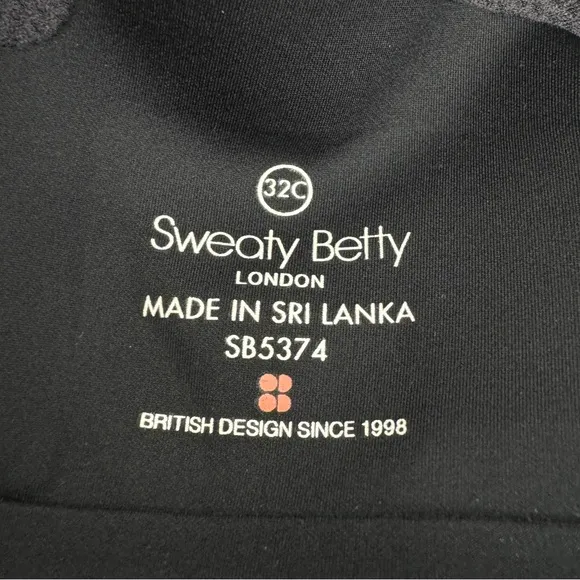 32C
Sweaty Betty
LONDON
MADE IN SRI LANKA
SB5374
BRITISH DESIGN SINCE 1998